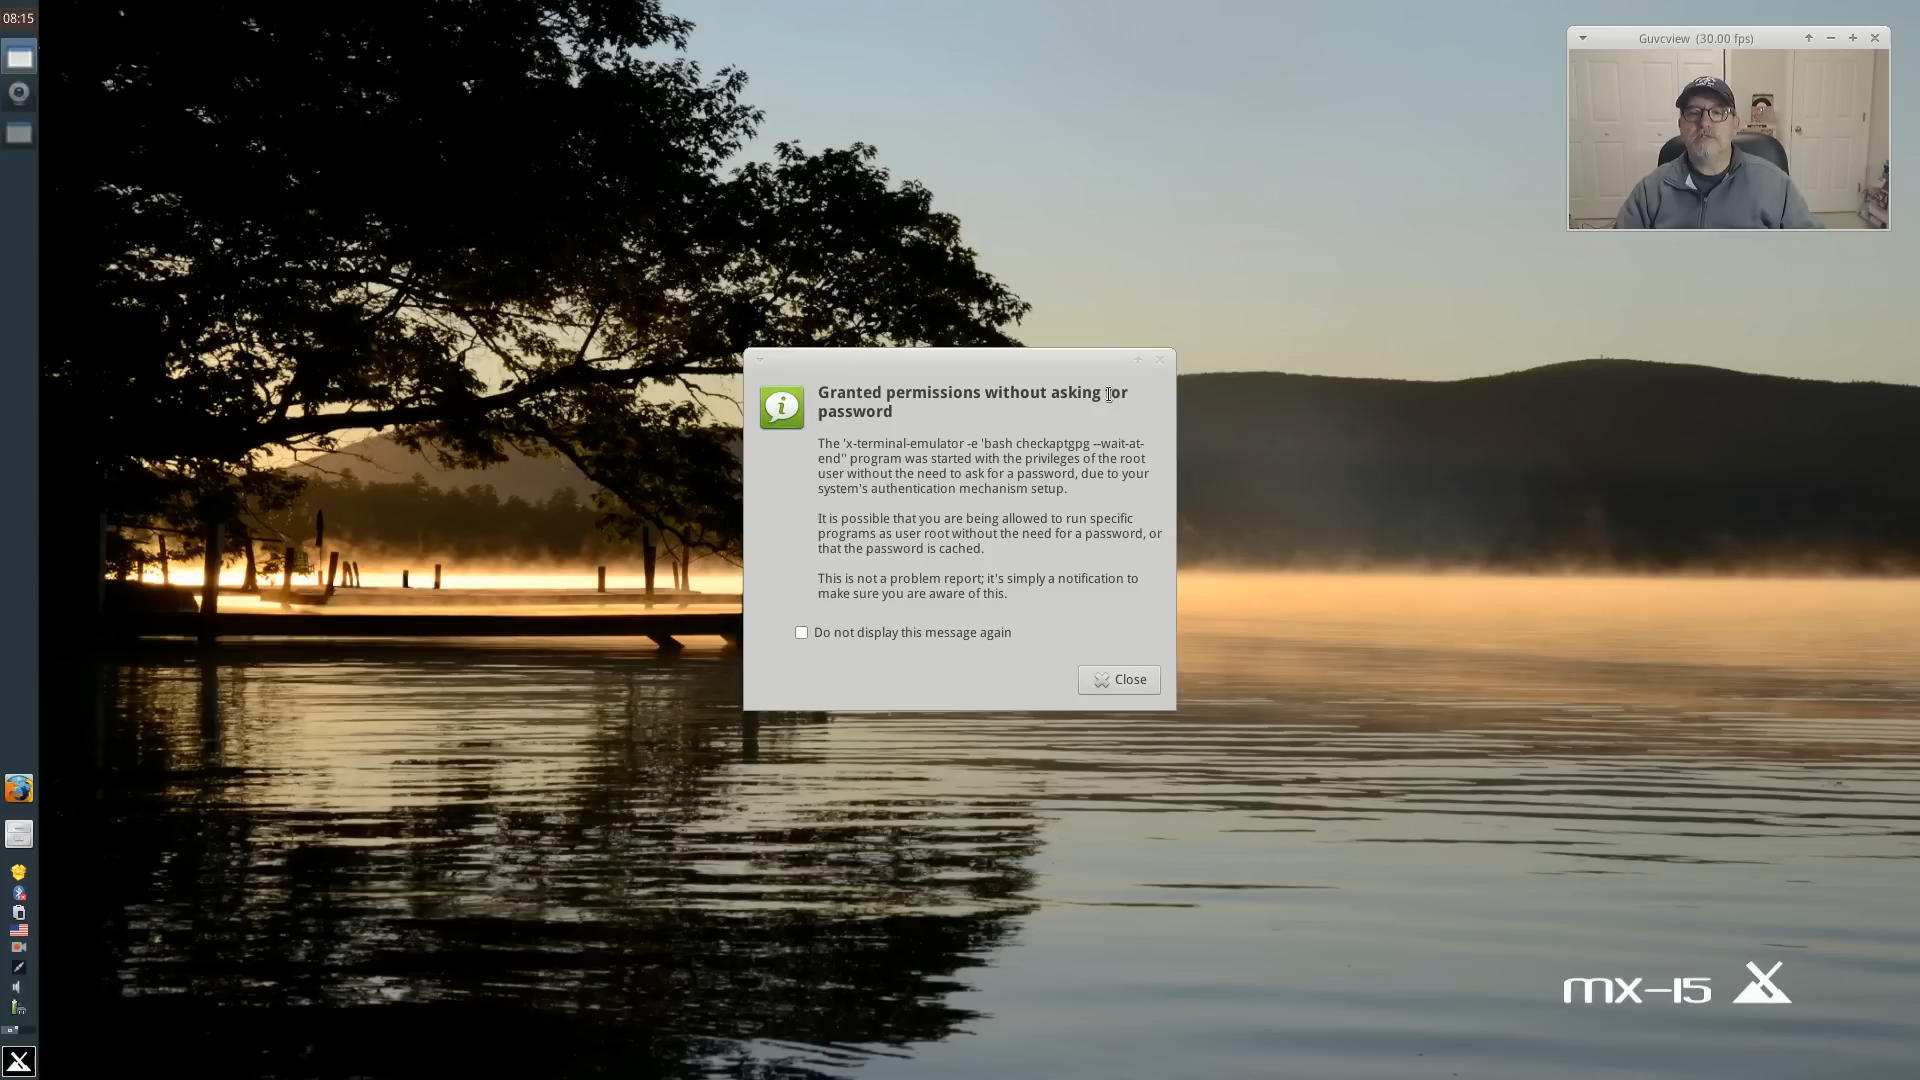 08:15
Guvcview (30.00 fps)
Granted permissions without asking for
password
The 'x-terminal-emulator -e 'bash checkaptgpg --wait-at-
end'' program was started with the privileges of the root
user without the need to ask for a password, due to your
system's authentication mechanism setup.
It is possible that you are being allowed to run specific
programs as user root without the need for a password, or
that the password is cached.
This is not a problem report; it's simply a notification to
make sure you are aware of this.
Do not display this message again
Close
mx-15